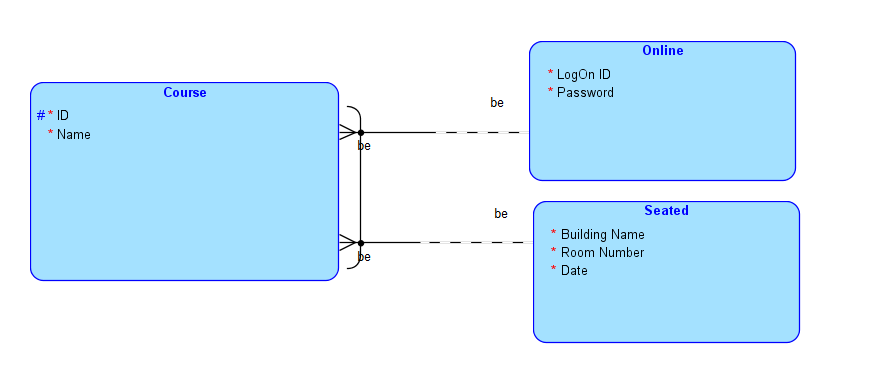 Course
#* ID
* Name
be
be
be
Online
* LogOn ID
* Password
be
Seated
* Building Name
* Room Number
* Date